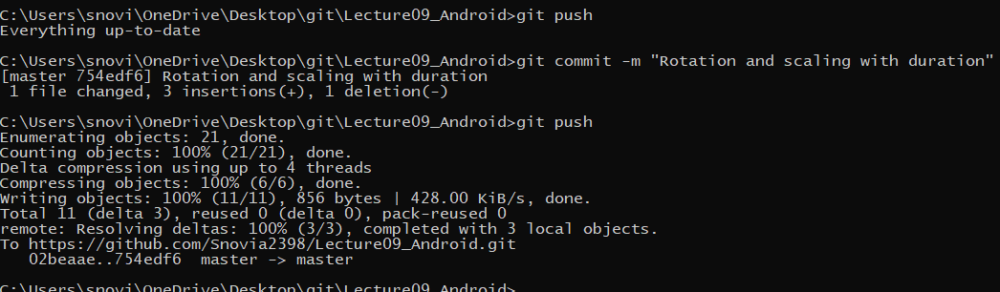 C:\Users\snovi\OneDrive\Desktop\git\Lecture09_Android>git push
Everything up-to-date
C:\Users\snovi\OneDrive\Desktop\git\Lecture09_Android>git commit -m "Rotation and scaling with duration"
[master 754edf6] Rotation and scaling with duration
 1 file changed, 3 insertions(+), 1 deletion(-)
C:\Users\snovi\OneDrive\Desktop\git\Lecture09_Android>git push
Enumerating objects: 21, done.
Counting objects: 100% (21/21), done.
Delta compression using up to 4 threads
Compressing objects: 100% (6/6), done.
Writing objects: 100% (11/11), 856 bytes | 428.00 KiB/s, done.
Total 11 (delta 3), reused 0 (delta 0), pack-reused 0
remote: Resolving deltas: 100% (3/3), completed with 3 local objects.
To https://github.com/Snovia2398/Lecture09_Android.git
   02beaae..754edf6  master -> master
C:\Users\snovi\OneDrive\Desktop\git\Lecture09_Android>